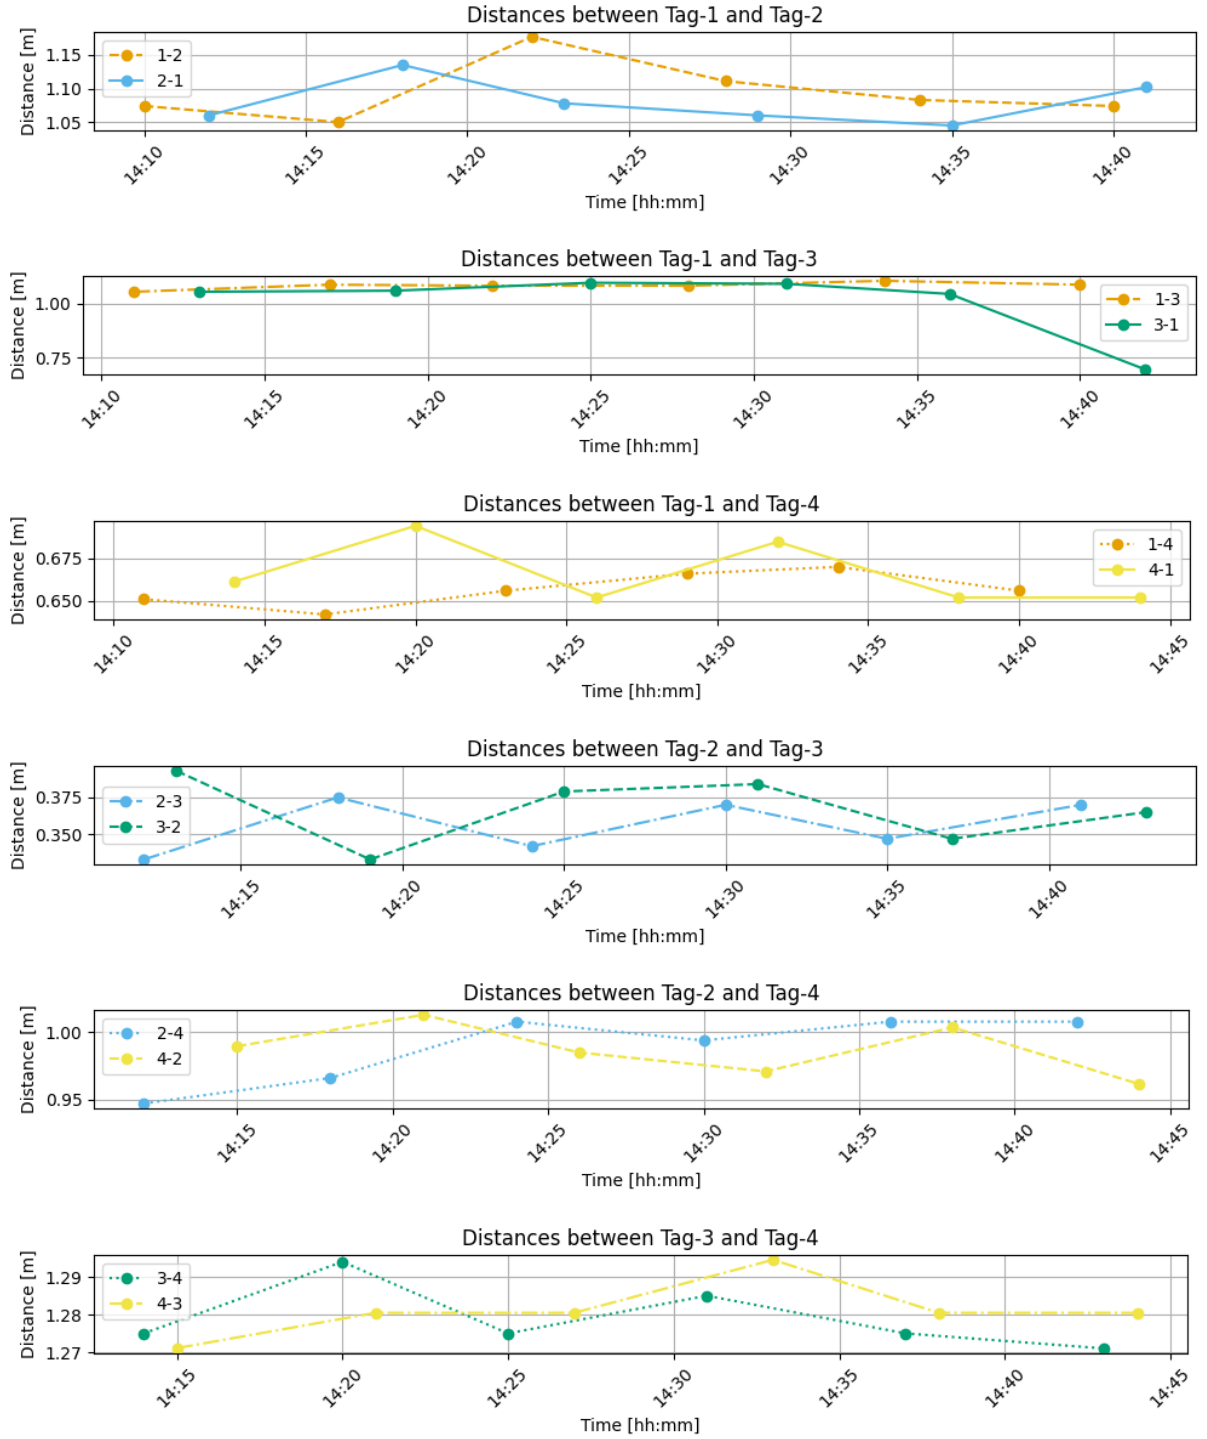 Distances between Tag-1 and Tag-2
Distance [m]
1.15
1.10
1.05
1-2
2-1
14:10 14:15 14:20 14:25 14:30 14:35 14:40
Time [hh:mm]
Distances between Tag-1 and Tag-3
Distance [m]
1.00
0.75
1-3
3-1
14:10 14:15 14:20 14:25 14:30 14:35 14:40
Time [hh:mm]
Distances between Tag-1 and Tag-4
Distance [m]
0.675
0.650
1-4
4-1
14:10 14:15 14:20 14:25 14:30 14:35 14:40 14:45
Time [hh:mm]
Distances between Tag-2 and Tag-3
Distance [m]
0.375
0.350
2-3
3-2
14:15 14:20 14:25 14:30 14:35 14:40
Time [hh:mm]
Distances between Tag-2 and Tag-4
Distance [m]
1.00
0.95
2-4
4-2
14:15 14:20 14:25 14:30 14:35 14:40 14:45
Time [hh:mm]
Distances between Tag-3 and Tag-4
Distance [m]
1.29
1.28
1.27
3-4
4-3
14:15 14:20 14:25 14:30 14:35 14:40 14:45
Time [hh:mm]